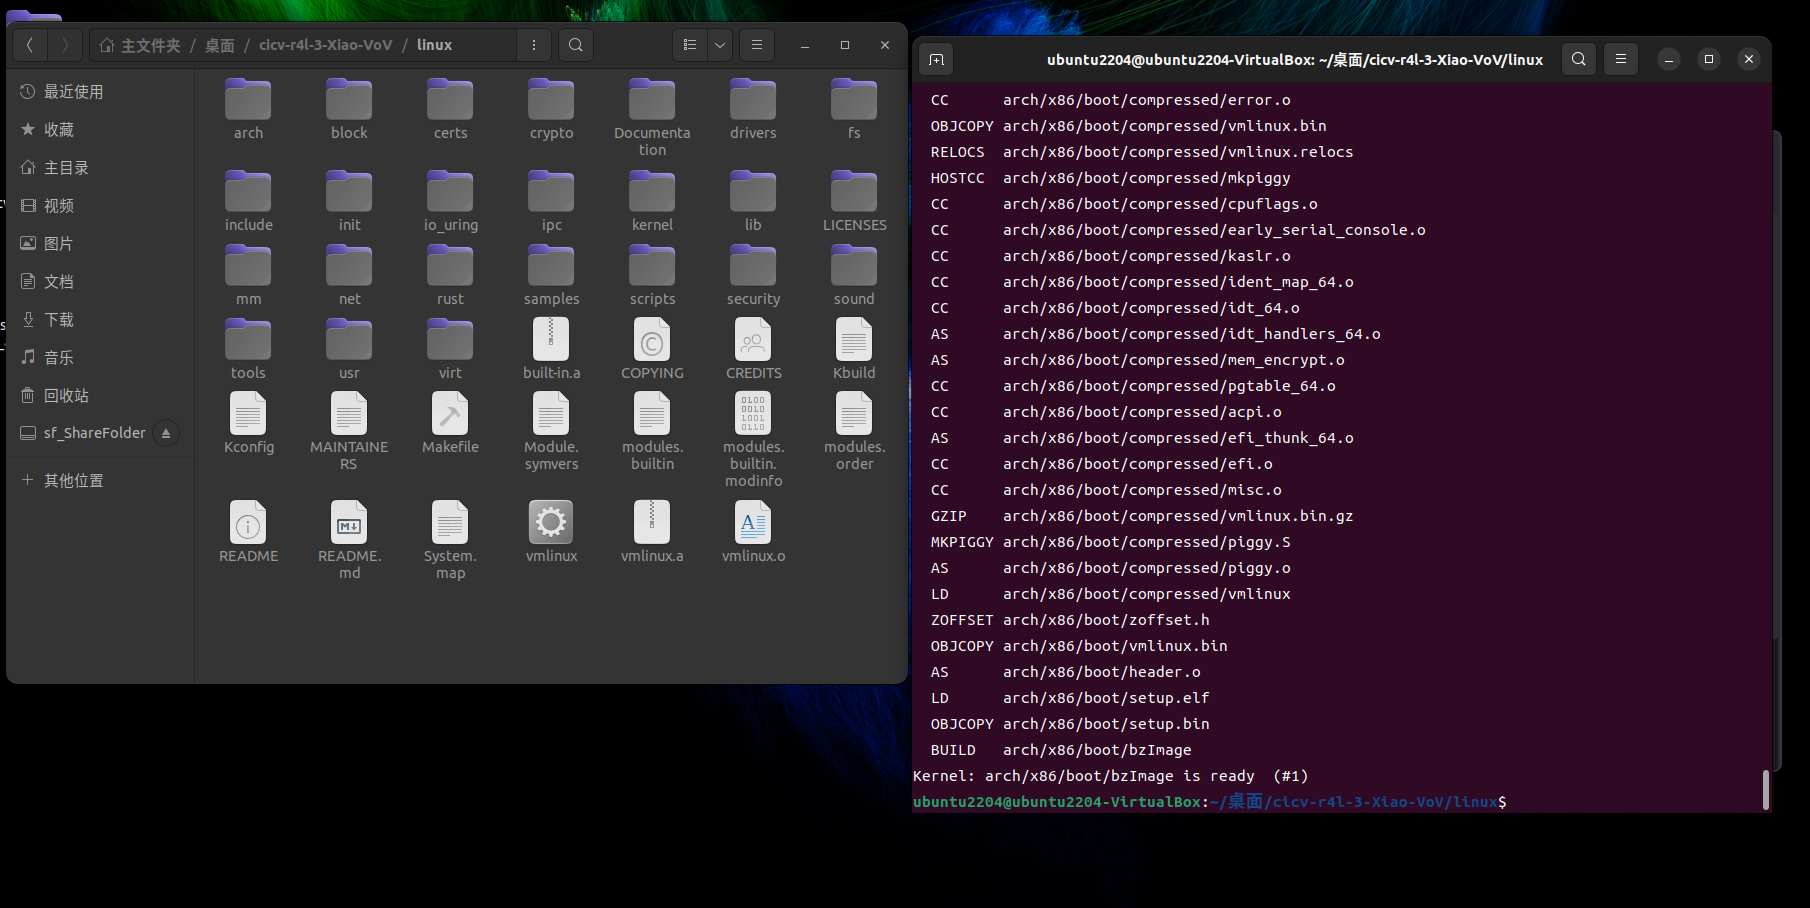 主文件夹 / 桌面 / cicv-r4l-3-Xiao-VoV / linux
最近使用
收藏
主目录
视频
图片
文档
下载
音乐
回收站
sf_ShareFolder
其他位置
arch block certs crypto Documenta
tion drivers fs
include init io_uring ipc kernel lib LICENSES
mm net rust samples scripts security sound
tools usr virt built-in.a COPYING CREDITS Kbuild
Kconfig MAINTAINE
RS Makefile Module.
symvers modules.
builtin modules.
builtin.
modinfo modules.
order
README README.
md System.
map vmlinux vmlinux.a vmlinux.o
ubuntu2204@ubuntu2204-VirtualBox: ~/桌面/cicv-r4l-3-Xiao-VoV/linux
CC arch/x86/boot/compressed/error.o
OBJCOPY arch/x86/boot/compressed/vmlinux.bin
RELOCS arch/x86/boot/compressed/vmlinux.relocs
HOSTCC arch/x86/boot/compressed/mkpiggy
CC arch/x86/boot/compressed/cpuflags.o
CC arch/x86/boot/compressed/early_serial_console.o
CC arch/x86/boot/compressed/kaslr.o
CC arch/x86/boot/compressed/ident_map_64.o
CC arch/x86/boot/compressed/idt_64.o
AS arch/x86/boot/compressed/idt_handlers_64.o
AS arch/x86/boot/compressed/mem_encrypt.o
CC arch/x86/boot/compressed/pgtable_64.o
CC arch/x86/boot/compressed/acpi.o
AS arch/x86/boot/compressed/efi_thunk_64.o
CC arch/x86/boot/compressed/efi.o
CC arch/x86/boot/compressed/misc.o
GZIP arch/x86/boot/compressed/vmlinux.bin.gz
MKPIGGY arch/x86/boot/compressed/piggy.S
AS arch/x86/boot/compressed/piggy.o
LD arch/x86/boot/compressed/vmlinux
ZOFFSET arch/x86/boot/zoffset.h
OBJCOPY arch/x86/boot/vmlinux.bin
AS arch/x86/boot/header.o
LD arch/x86/boot/setup.elf
OBJCOPY arch/x86/boot/setup.bin
BUILD arch/x86/boot/bzImage
Kernel: arch/x86/boot/bzImage is ready (#1)
ubuntu2204@ubuntu2204-VirtualBox:~/桌面/cicv-r4l-3-Xiao-VoV/linux$